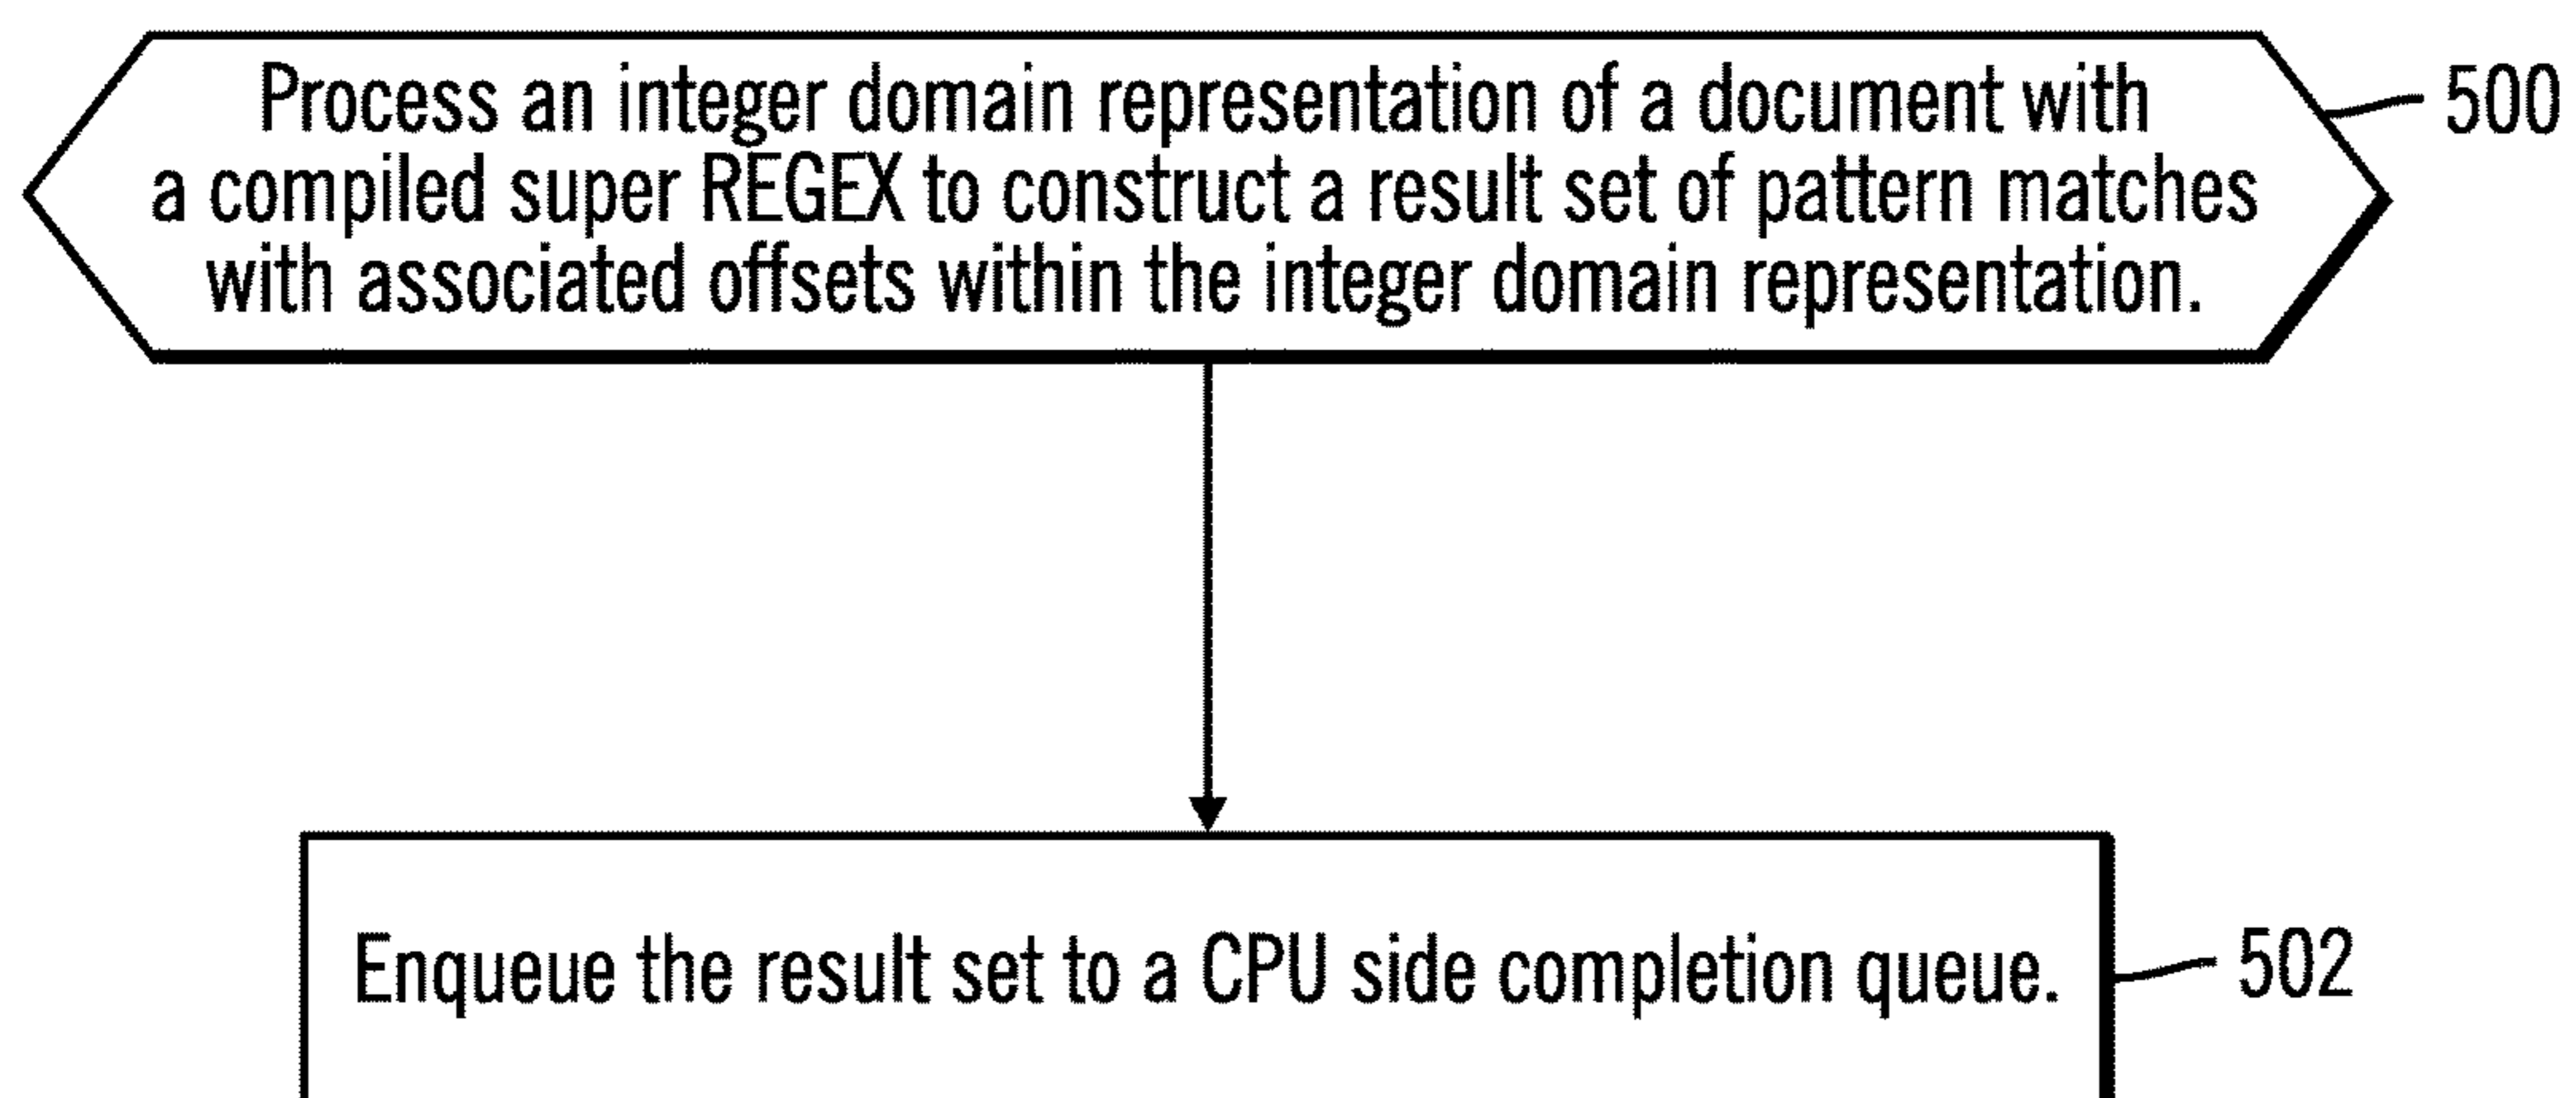 Process an integer domain representation of a document with
a compiled super REGEX to construct a result set of pattern matches
with associated offsets within the integer domain representation.
500
Enqueue the result set to a CPU side completion queue.
502